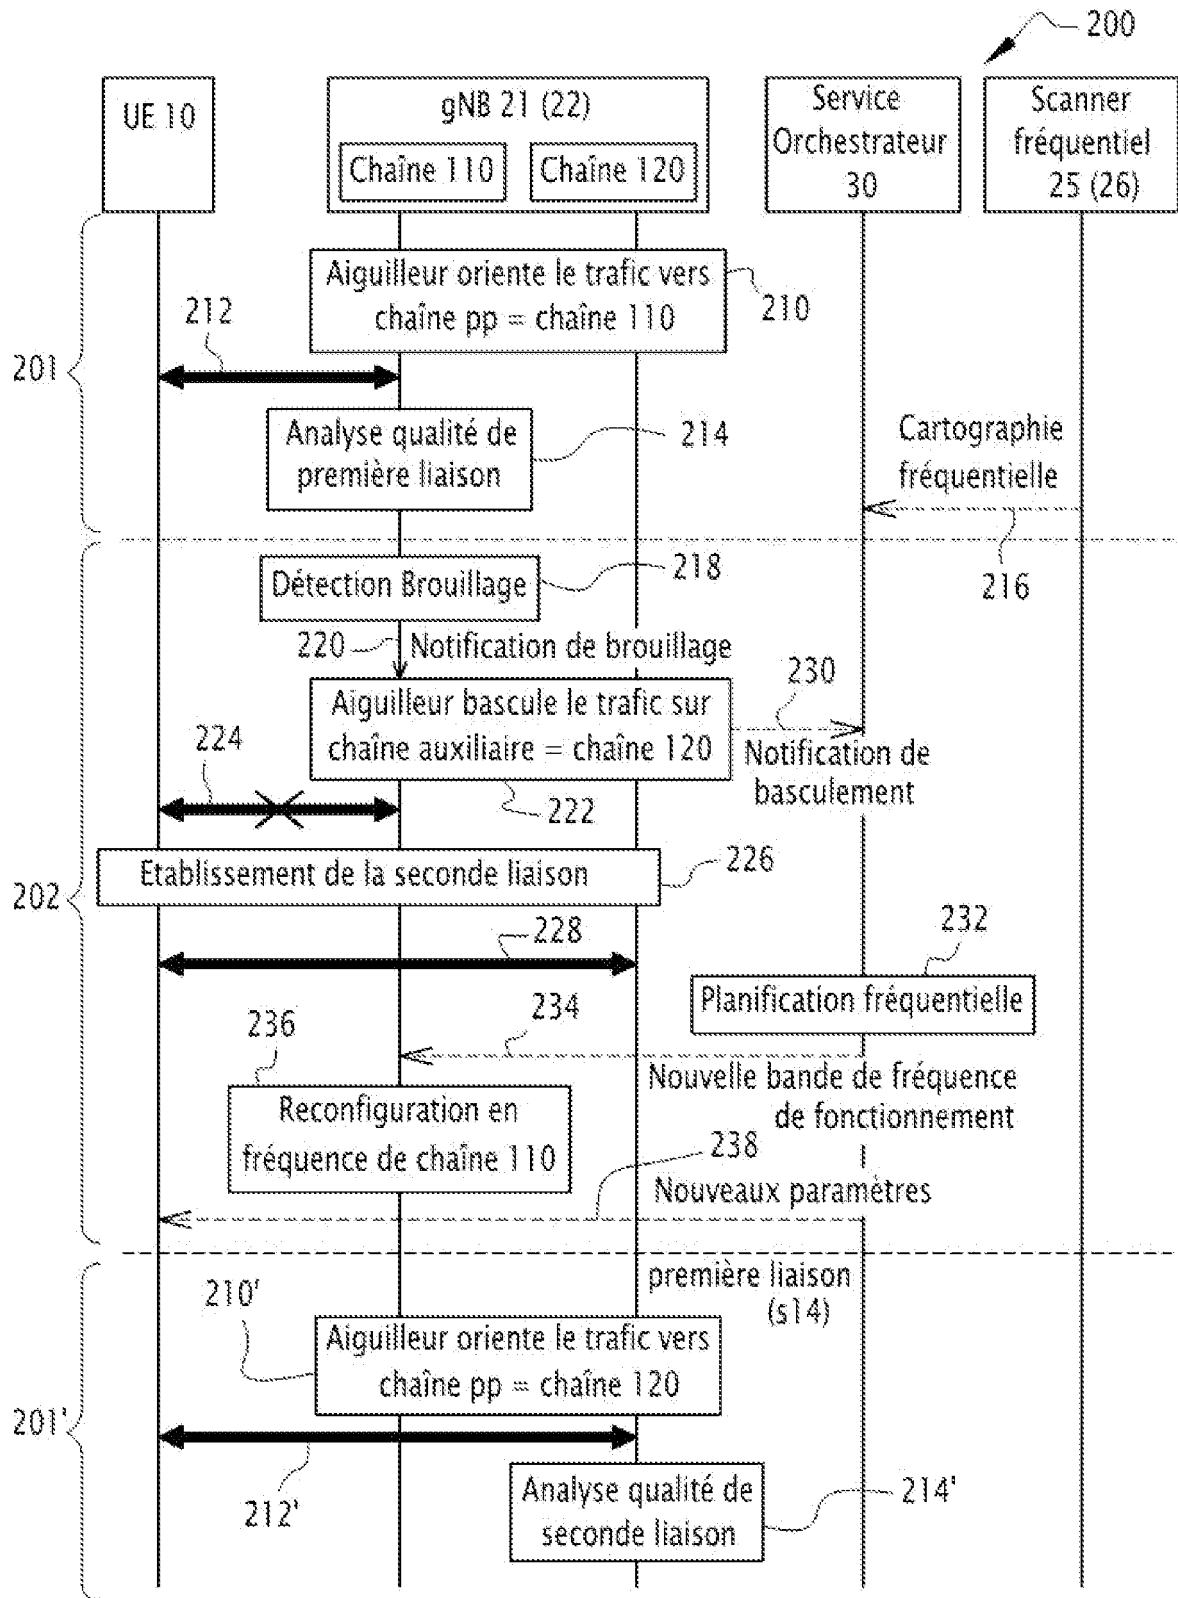 200
UE 10
gNB 21 (22)
Chaîne 110
Chaîne 120
Service
Orchestrateur
30
Scanner
fréquentiel
25 (26)
201
Aiguilleur oriente le trafic vers
chaîne pp = chaîne 110
210
212
Analyse qualité de
première liaison
214
Cartographie
fréquentielle
216
202
Détection Brouillage
218
220
Notification de brouillage
Aiguilleur bascule le trafic sur
chaîne auxiliaire = chaîne 120
222
230
Notification de
basculement
224
Etablissement de la seconde liaison
226
228
232
Planification fréquentielle
234
Nouvelle bande de fréquence
de fonctionnement
236
Reconfiguration en
fréquence de chaîne 110
238
Nouveaux paramètres
première liaison
(s14)
201'
210'
Aiguilleur oriente le trafic vers
chaîne pp = chaîne 120
212'
Analyse qualité de
seconde liaison
214'